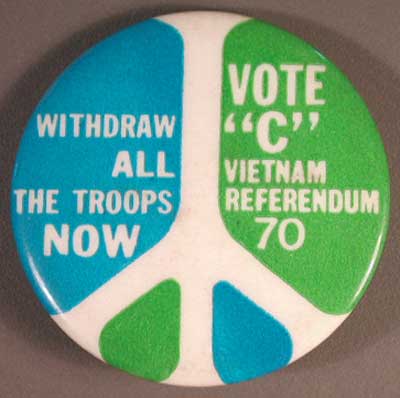 WITHDRAW
ALL
THE TROOPS
NOW
VOTE
"C"
VIETNAM
REFERENDUM
70